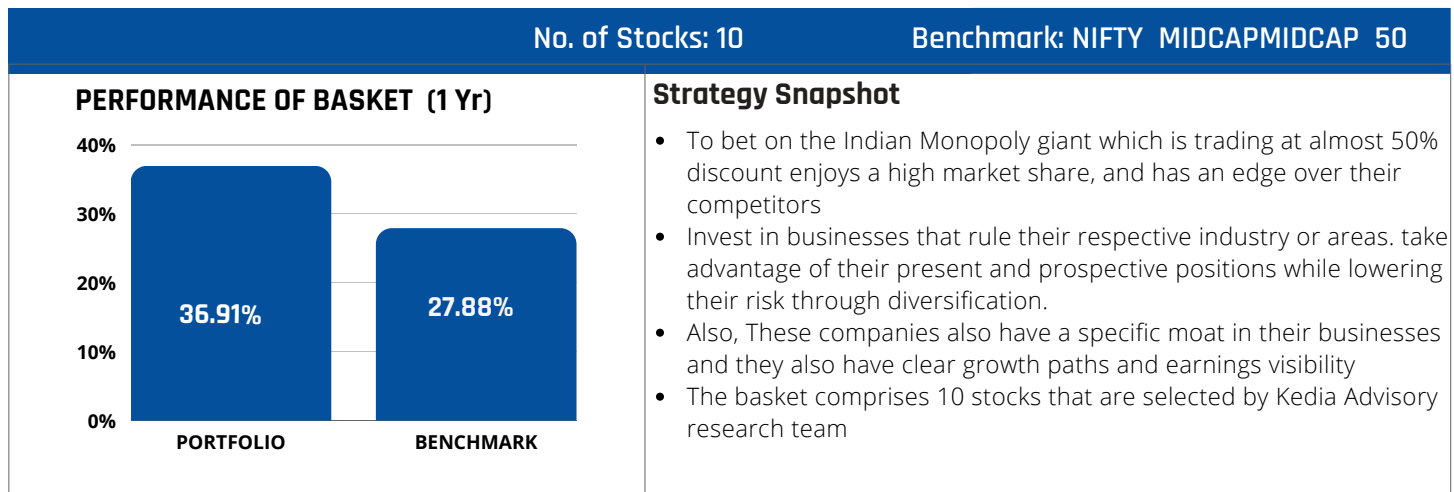 No. of Stocks: 10
Benchmark: NIFTY MIDCAPMIDCAP 50
PERFORMANCE OF BASKET (1 Yr)
40%
30%
20%
10%
0%
36.91%
27.88%
PORTFOLIO
BENCHMARK
Strategy Snapshot
• To bet on the Indian Monopoly giant which is trading at almost 50%
discount enjoys a high market share, and has an edge over their
competitors
• Invest in businesses that rule their respective industry or areas. take
advantage of their present and prospective positions while lowering
their risk through diversification.
• Also, These companies also have a specific moat in their businesses
and they also have clear growth paths and earnings visibility
• The basket comprises 10 stocks that are selected by Kedia Advisory
research team